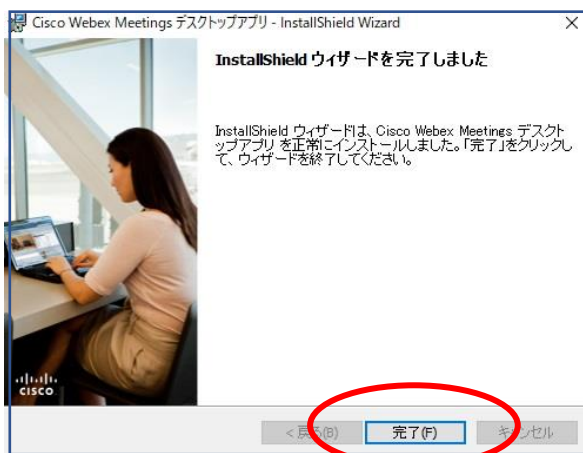 Cisco Webex Meetings デスクトップアプリ - InstallShield Wizard
InstallShield ウィザードを完了しました
InstallShield ウィザードは、Cisco Webex Meetings デスクト
ップアプリ を正常にインストールしました。「完了」をクリックし
て、ウィザードを終了してください。
CISCO
< 戻る(B) 完了(F) キャンセル